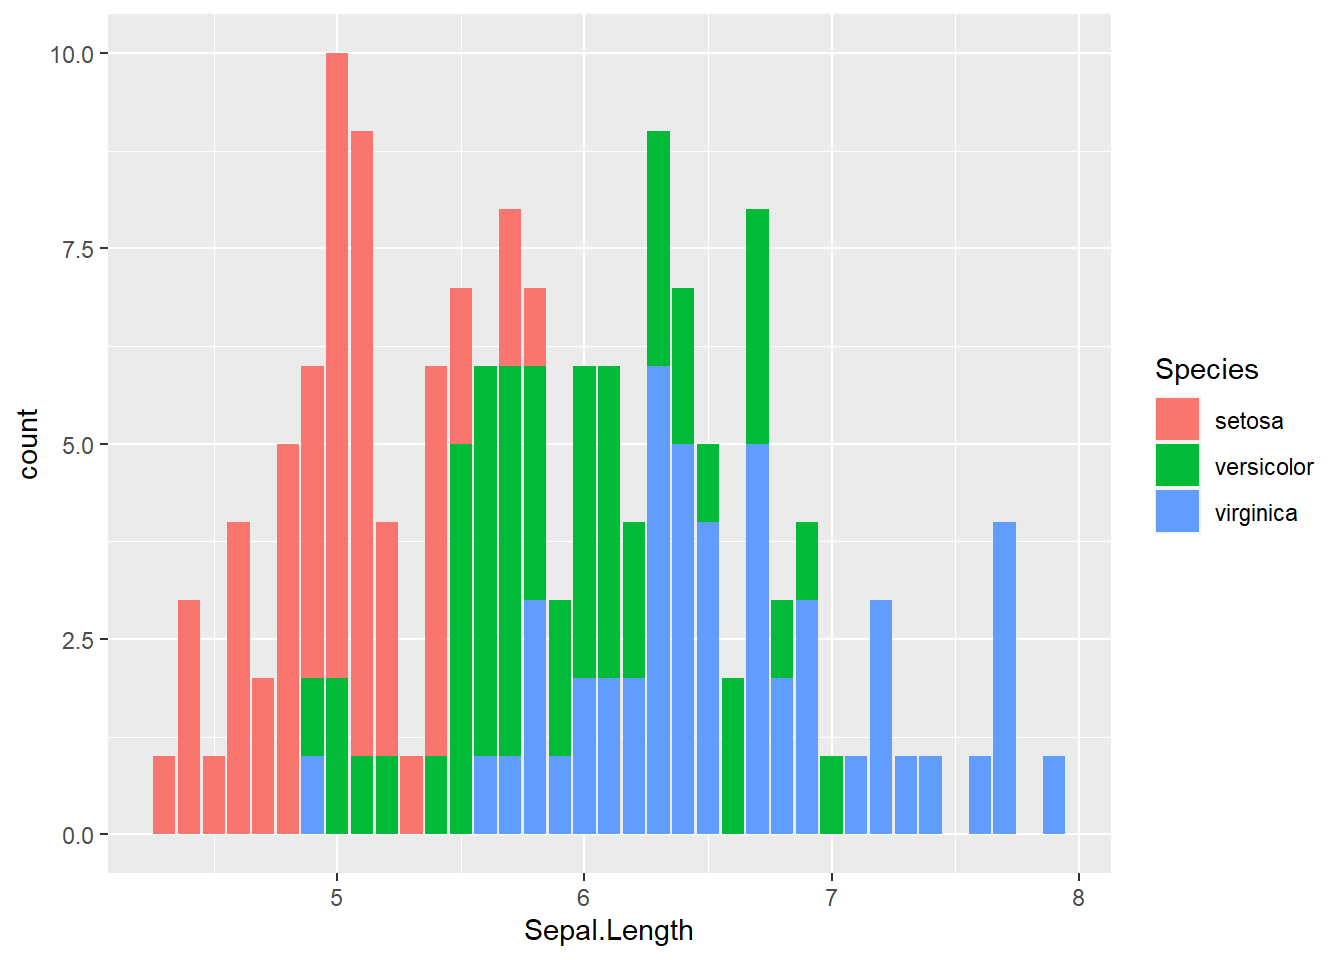 10.0
7.5
5.0
2.5
0.0
count
5 6 7 8
Sepal.Length
Species
setosa
versicolor
virginica